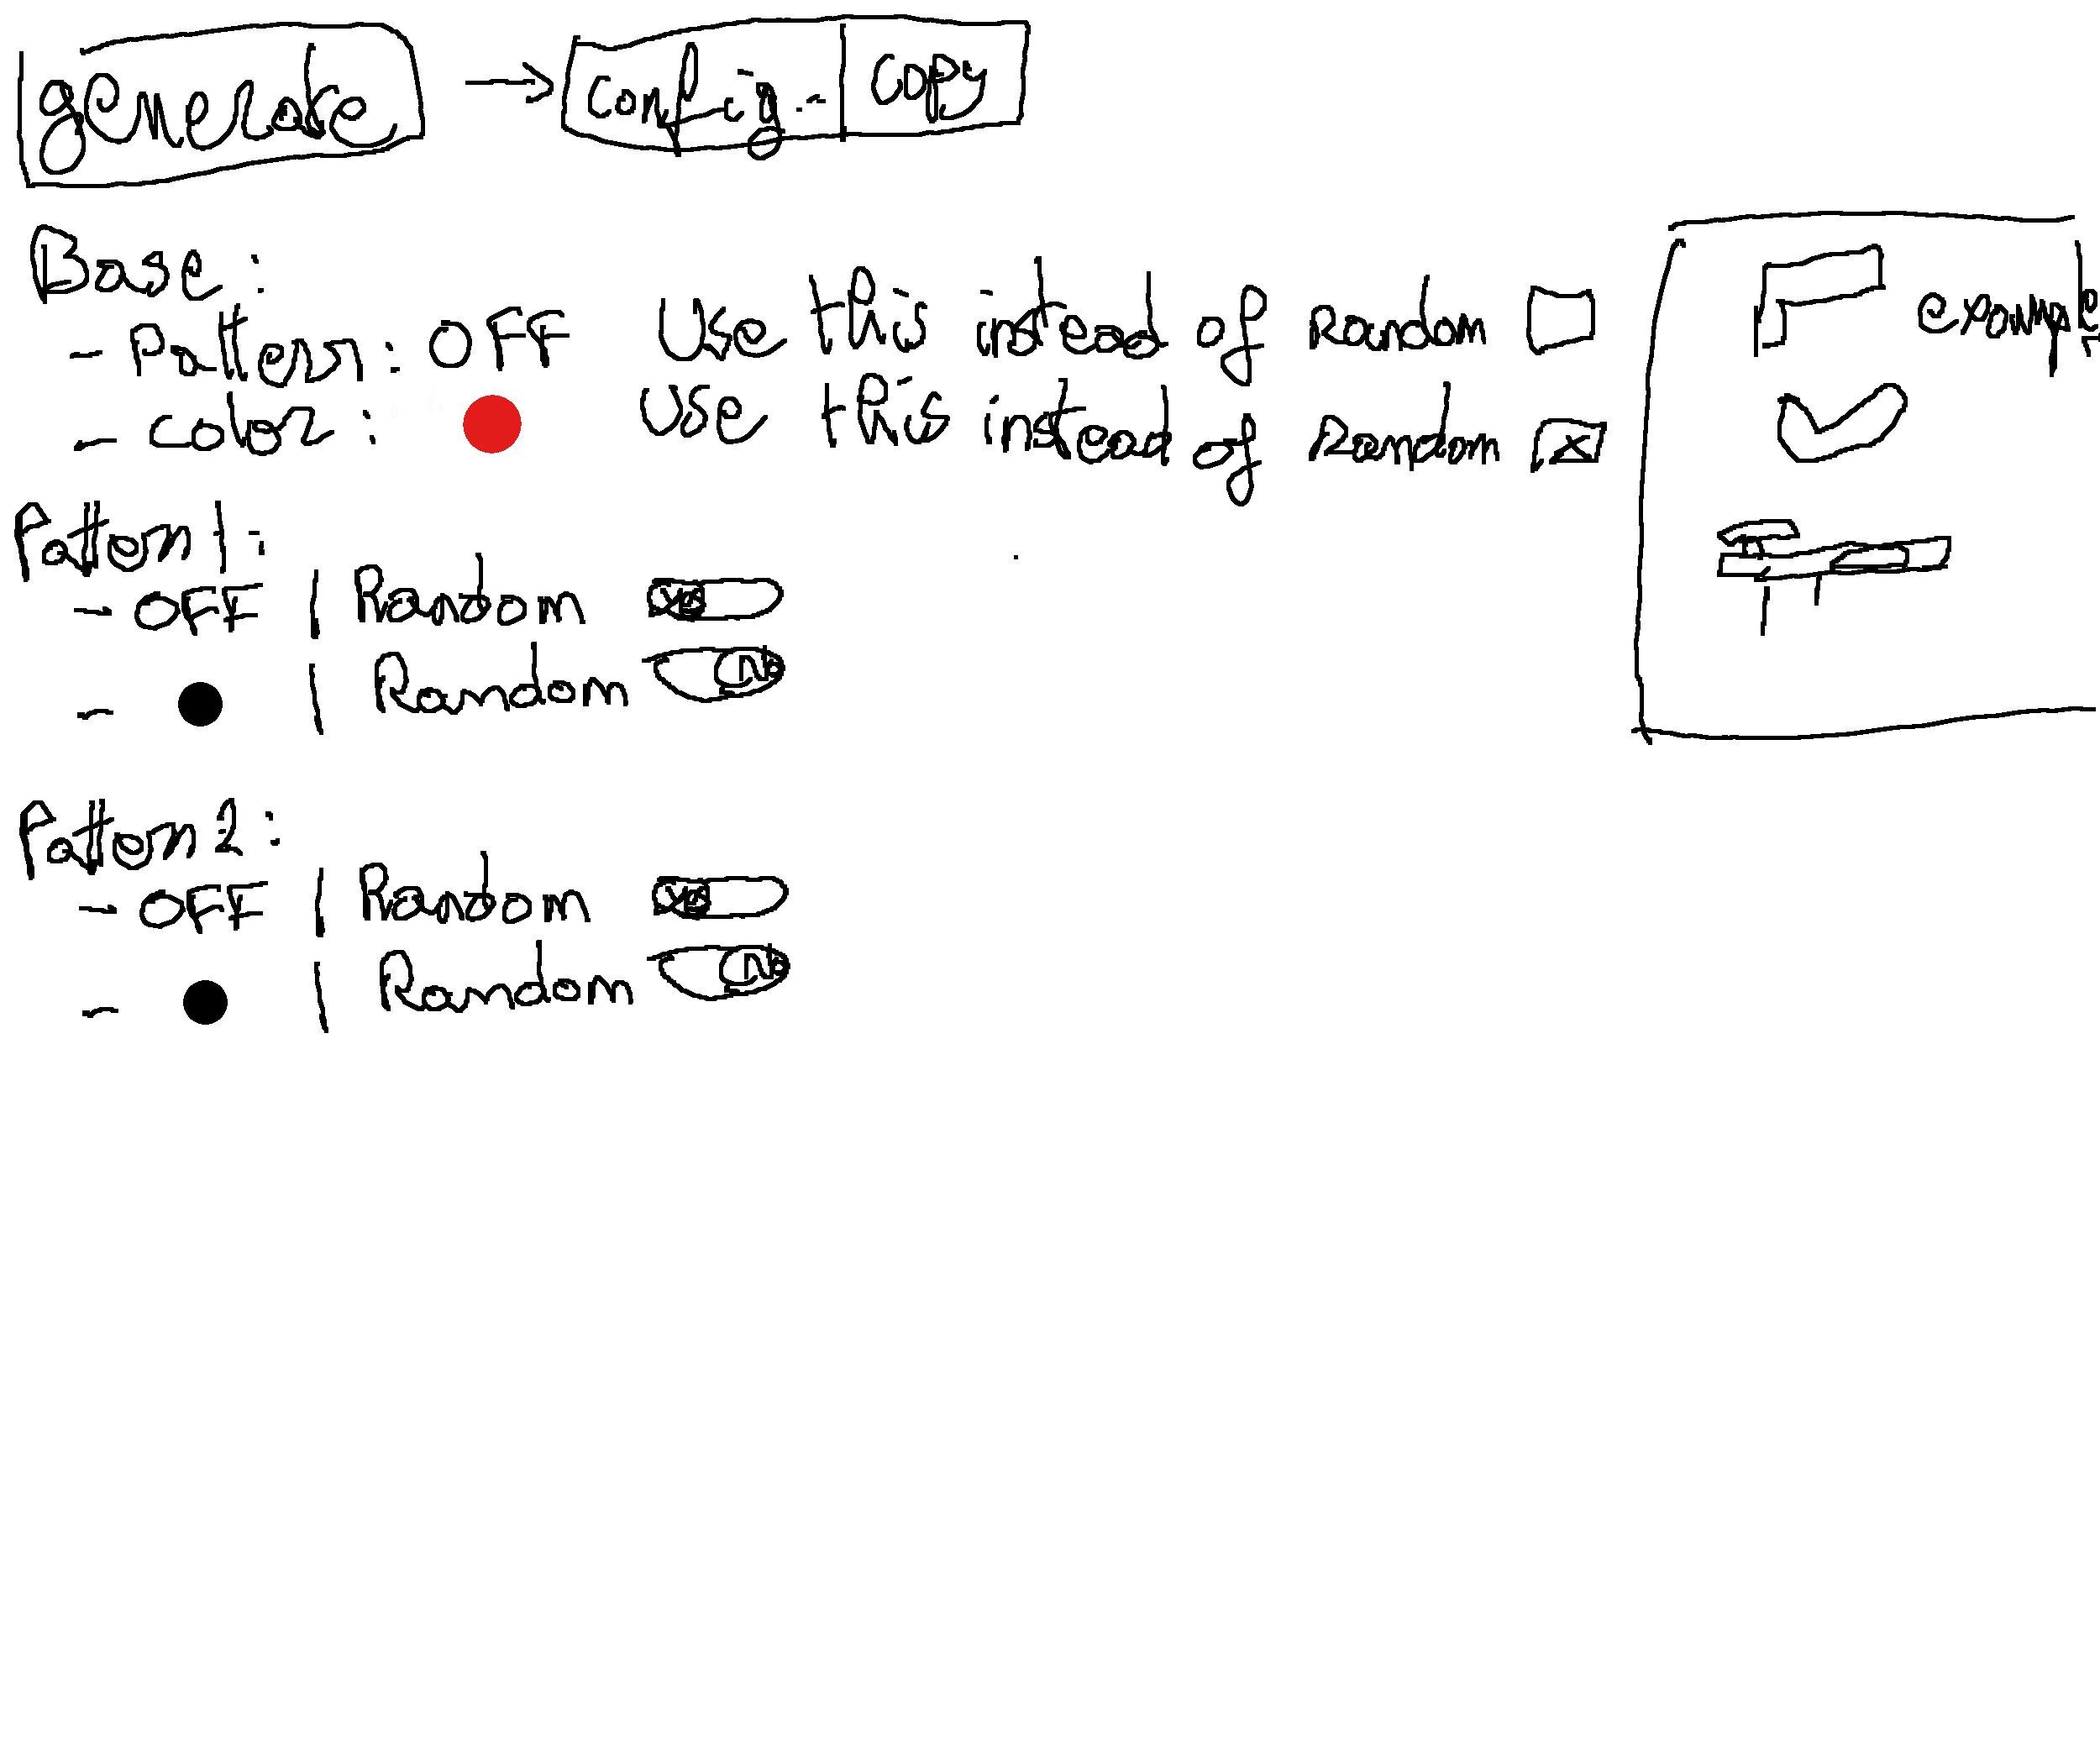 generate → config.. copy
Base:
- Pattern: OFF Use this instead of Random
- color: Use this instead of Random x
example
Pattern 1:
- OFF | Random Yes
- | Random No
Pattern 2:
- OFF | Random Yes
- | Random No